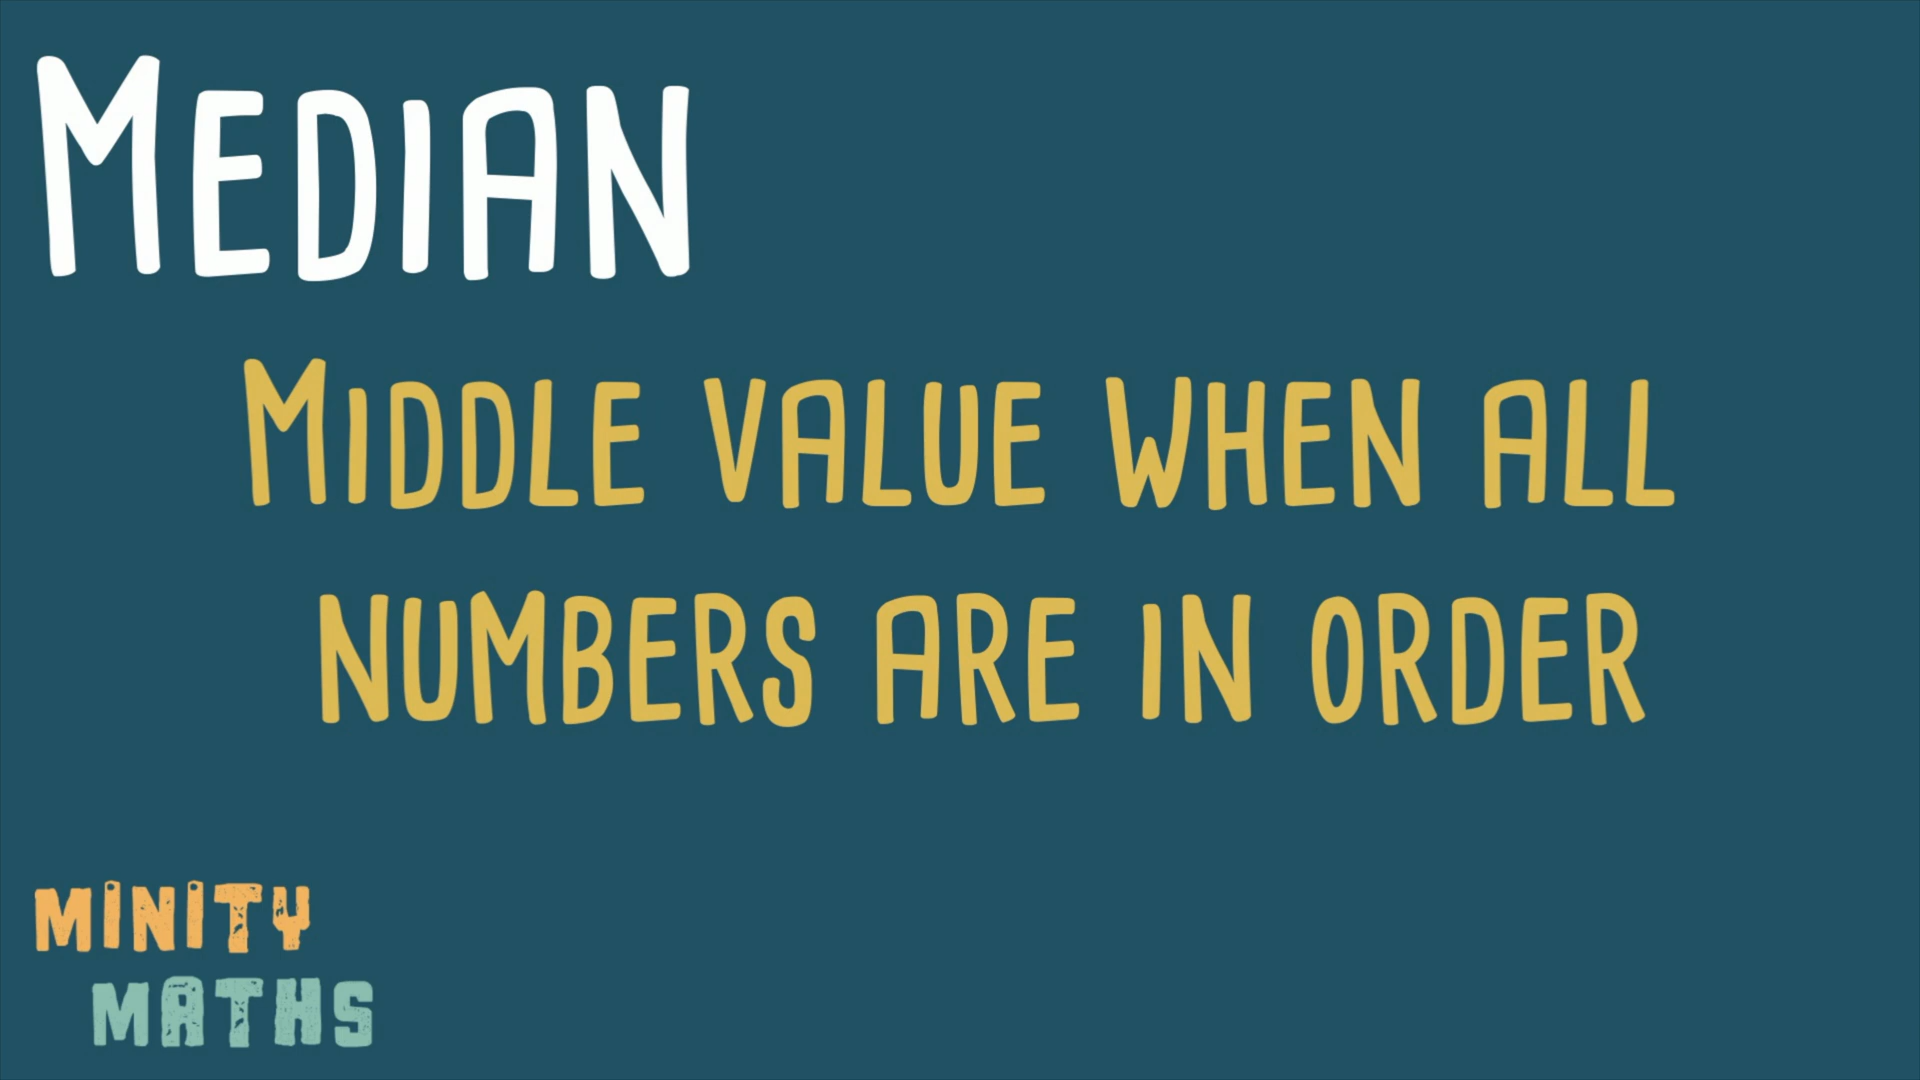 MEDIAN
MIDDLE VALUE WHEN ALL
NUMBERS ARE IN ORDER
MINITY
MATHS